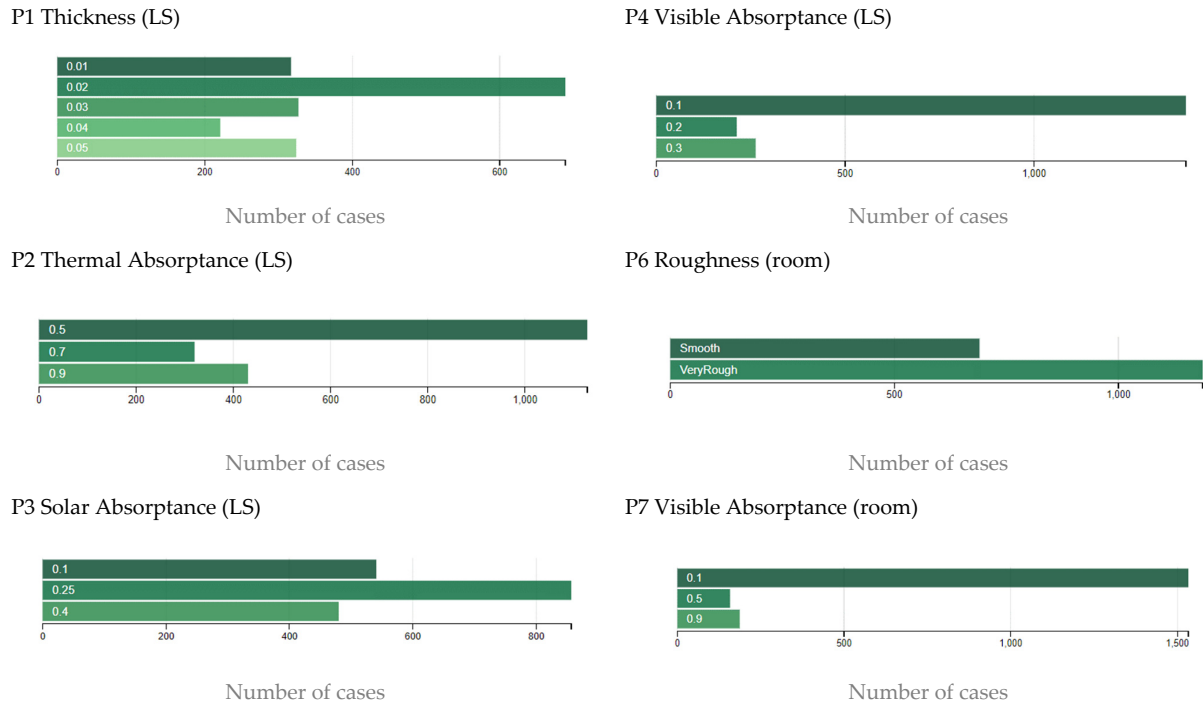 P1 Thickness (LS)
0.01
0.02
0.03
0.04
0.05
0 200 400 600
Number of cases
P4 Visible Absorptance (LS)
0.1
0.2
0.3
0 500 1,000
Number of cases
P2 Thermal Absorptance (LS)
0.5
0.7
0.9
0 200 400 600 800 1,000
Number of cases
P6 Roughness (room)
Smooth
VeryRough
0 500 1,000
Number of cases
P3 Solar Absorptance (LS)
0.1
0.25
0.4
0 200 400 600 800
Number of cases
P7 Visible Absorptance (room)
0.1
0.5
0.9
0 500 1,000 1,500
Number of cases